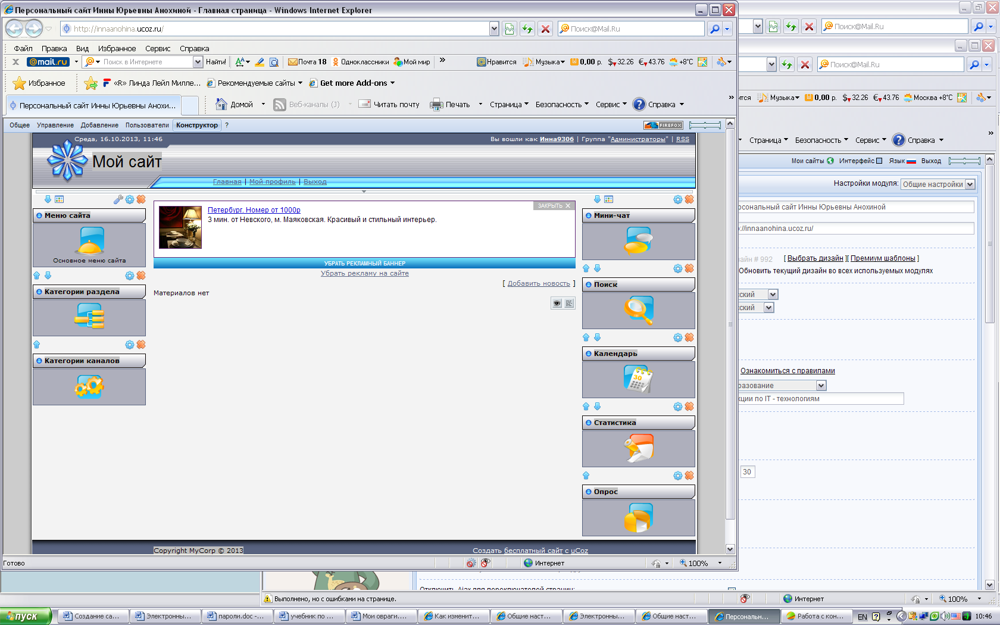 Персональный сайт Инны Юрьевны Анохиной - Главная страница - Windows Internet Explorer
http://innaanohina.ucoz.ru/
Поиск@Mail.Ru
Поиск@Mail.Ru
Файл Правка Вид Избранное Сервис Справка
Поиск@Mail.Ru
@mail.ru Поиск в Интернете Найти! Почта 18 Одноклассники Мой мир » Нравится Музыка 0,00 р. $ 32.26 € 43.76 +8°C
Избранное «R» Линда Лейл Милле... Рекомендуемые сайты Get more Add-ons
Музыка 0,00 р. $ 32.26 € 43.76 Москва +8°C
Персональный сайт Инны Юрьевны Анохи... Домой Веб-каналы (J) Читать почту Печать Страница Безопасность Сервис Справка »
Общее Управление Добавление Пользователи Конструктор ? FIREFOX
Страница Безопасность Сервис Справка »
Среда, 16.10.2013, 11:46 Вы вошли как Инна9306 | Группа "Администраторы" | RSS
Мой сайт
Мои сайты Интерфейс Язык Выход
Главная | Мой профиль | Выход
Настройки модуля: Общие настройки
рсональный сайт Инны Юрьевны Анохиной
Меню сайта
Основное меню сайта
Категории раздела
Категории каналов
ЗАКРЫТЬ ✕
Петербург. Номер от 1000р
3 мин. от Невского, м. Маяковская. Красивый и стильный интерьер.
УБРАТЬ РЕКЛАМНЫЙ БАННЕР
Убрать рекламу на сайте
[ Добавить новость ]
Материалов нет
Мини-чат
Поиск
Календарь
30
Статистика
Опрос
://innaanohina.ucoz.ru/
зайн # 992 [ Выбрать дизайн ][ Премиум шаблоны ]
Обновить текущий дизайн во всех используемых модулях
ский
ский
Ознакомиться с правилами
разование
кции по IT - технологиям
30
Copyright MyCorp © 2013 Создать бесплатный сайт с uCoz
Готово Интернет 100%
Отключить Ajax для переключателей страниц:
Выполнено, но с ошибками на странице. Интернет 100%
пуск Создание са... Электронны... пароли.doc -... учебник по ... Мои овраги.... Как изменит... Общие наст... Электронны... Общие наст... Персональн... Работа с кон... EN 10:46